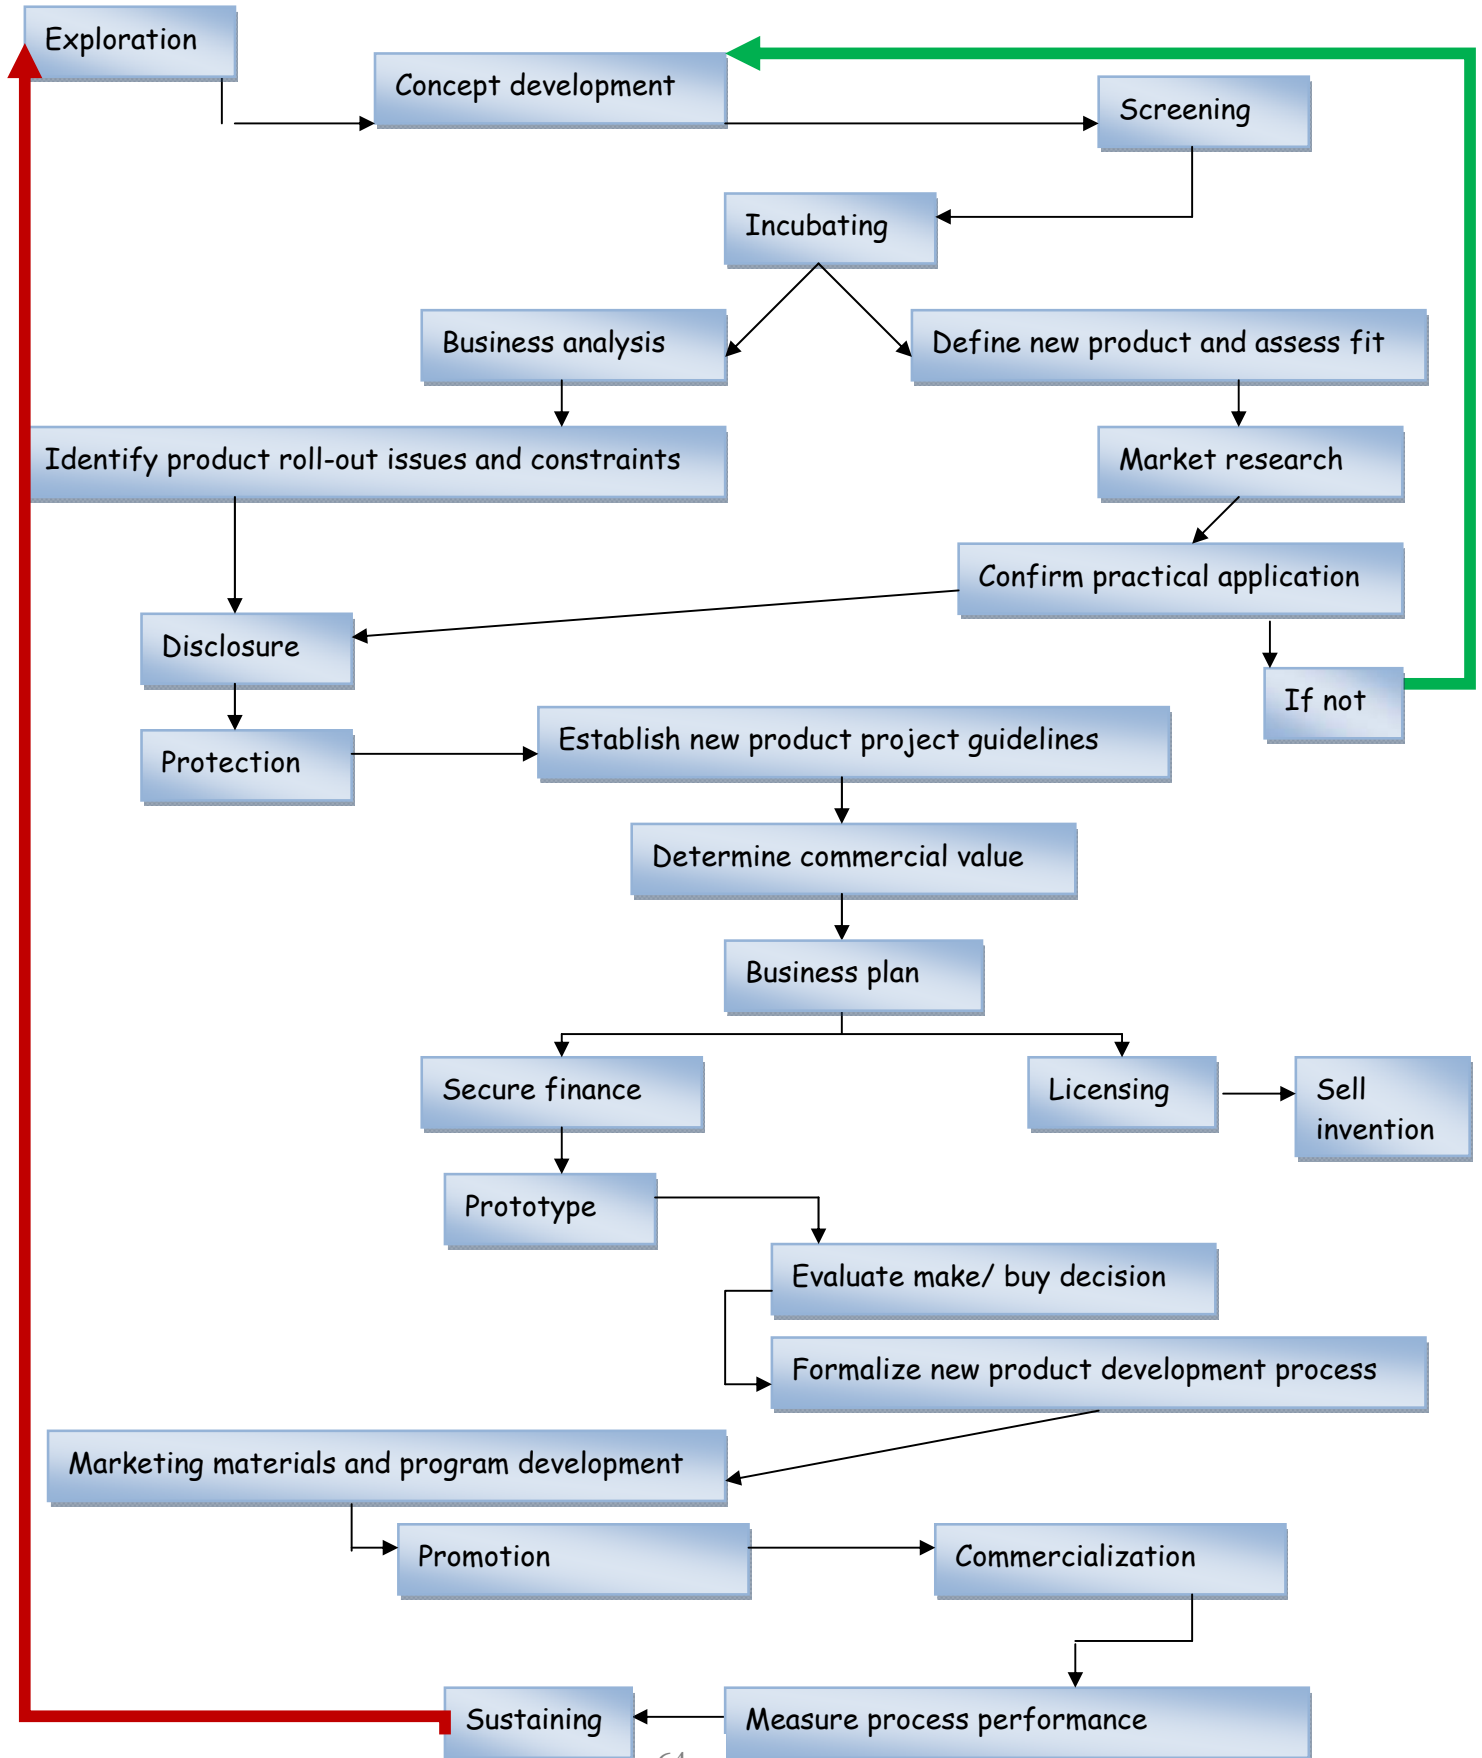 Exploration
Concept development
Screening
Incubating
Business analysis
Define new product and assess fit
Identify product roll-out issues and constraints
Market research
Confirm practical application
Disclosure
If not
Protection
Establish new product project guidelines
Determine commercial value
Business plan
Secure finance
Licensing
Sell
invention
Prototype
Evaluate make/ buy decision
Formalize new product development process
Marketing materials and program development
Promotion
Commercialization
Sustaining
Measure process performance